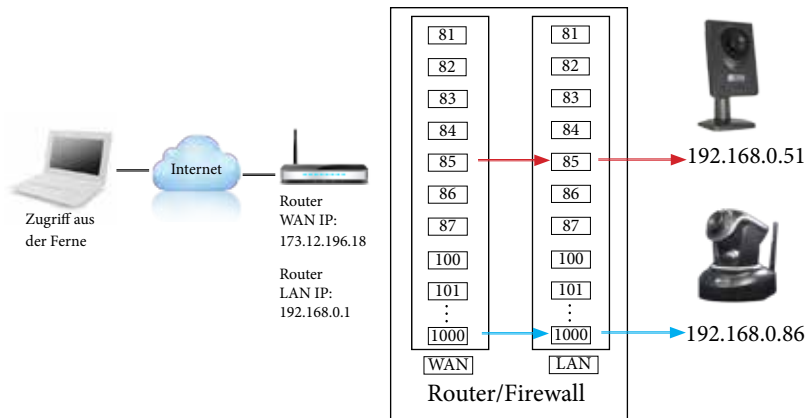 Zugriff aus
der Ferne
Internet
Router
WAN IP:
173.12.196.18
Router
LAN IP:
192.168.0.1
81
82
83
84
85
86
87
100
101
1000
WAN
81
82
83
84
85
86
87
100
101
1000
LAN
Router/Firewall
192.168.0.51
192.168.0.86